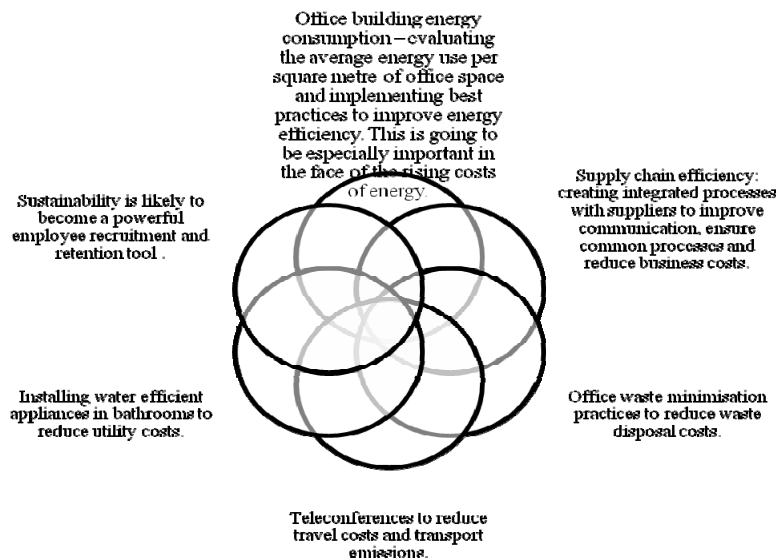 Office building energy
consumption – evaluating
the average energy use per
square metre of office space
and implementing best
practices to improve energy
efficiency. This is going to
be especially important in
the face of the rising costs
of energy.
Supply chain efficiency:
creating integrated processes
with suppliers to improve
communication, ensure
common processes and
reduce business costs.
Office waste minimisation
practices to reduce waste
disposal costs.
Teleconferences to reduce
travel costs and transport
emissions.
Installing water efficient
appliances in bathrooms to
reduce utility costs.
Sustainability is likely to
become a powerful
employee recruitment and
retention tool .